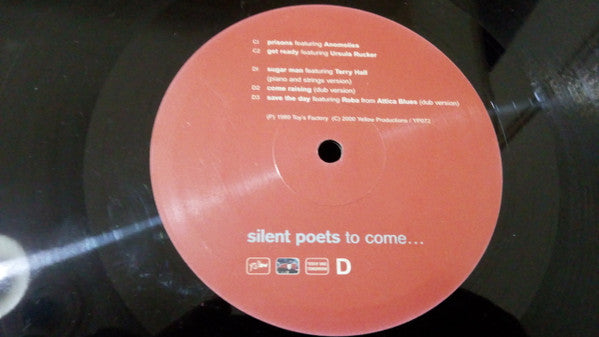 C1 prisons featuring Anomolies
C2 get ready featuring Ursula Rucker
D1 sugar man featuring Terry Hall
(piano and strings version)
D2 come raising (dub version)
D3 save the day featuring Roba from Attica Blues (dub version)
(P) 1999 Toy's Factory (C) 2000 Yellow Productions / YP072
silent poets to come...
D